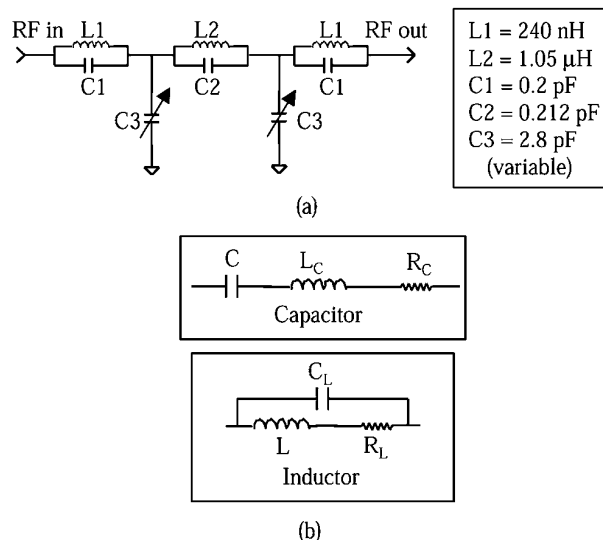 RF in L1 L2 L1 RF out
C1 C2 C1
C3 C3
(a)
L1 = 240 nH
L2 = 1.05 μH
C1 = 0.2 pF
C2 = 0.212 pF
C3 = 2.8 pF
(variable)
C L_C R_C
Capacitor
C_L
L R_L
Inductor
(b)